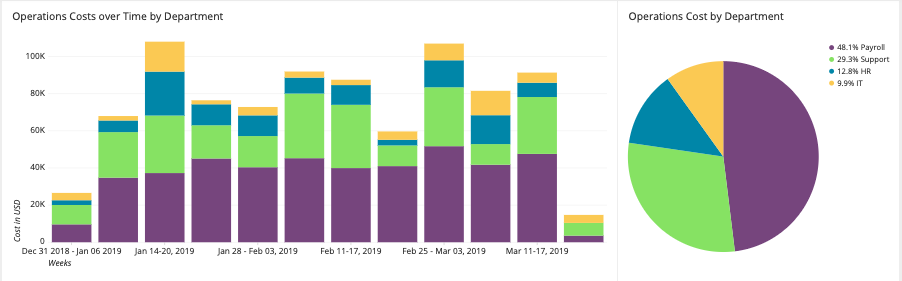 Operations Costs over Time by Department
100K
80K
60K
40K
20K
0
Cost in USD
Dec 31 2018 - Jan 06 2019
Jan 14-20, 2019
Jan 28 - Feb 03, 2019
Feb 11-17, 2019
Feb 25 - Mar 03, 2019
Mar 11-17, 2019
Weeks
Operations Cost by Department
48.1% Payroll
29.3% Support
12.8% HR
9.9% IT